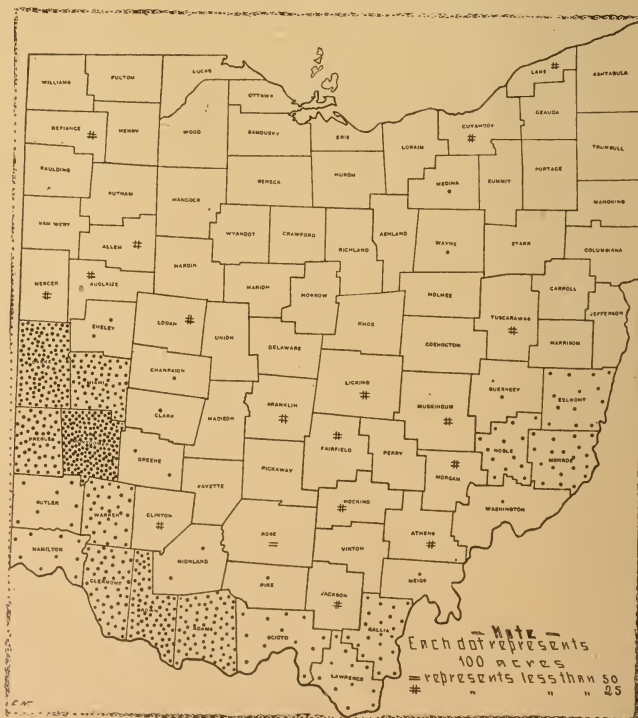 WILLIAMS
FULTON
LUCAS
OTTAWA
LAKE
#
ASHTABULA
GEAUGA
CUYAHOGA
#
DEFIANCE
#
HENRY
WOOD
SANDUSKY
ERIE
LORAIN
TRUMBULL
PAULDING
PUTNAM
HANCOCK
SENECA
HURON
MEDINA
SUMMIT
PORTAGE
MAHONING
VAN WERT
ALLEN
#
WYANDOT
CRAWFORD
RICHLAND
ASHLAND
WAYNE
STARK
COLUMBIANA
MERCER
#
#
AUGLAIZE
HARDIN
MARION
MORROW
HOLMES
TUSCARAWAS
#
CARROLL
JEFFERSON
SHELBY
LOGAN
#
UNION
DELAWARE
KNOX
COSHOCTON
HARRISON
MIAMI
CHAMPAIGN
LICKING
#
MUSKINGUM
#
GUERNSEY
BELMONT
CLARK
MADISON
FRANKLIN
#
PREBLE
GREENE
FAYETTE
PICKAWAY
FAIRFIELD
#
PERRY
MORGAN
#
NOBLE
MONROE
BUTLER
WARREN
CLINTON
#
ROSS
=
HOCKING
#
ATHENS
#
WASHINGTON
HAMILTON
CLERMONT
HIGHLAND
VINTON
MEIGS
BROWN
ADAMS
PIKE
JACKSON
#
SCIOTO
GALLIA
LAWRENCE
— Note —
Each dot represents
100 acres
= represents less than 50
# " " " 25